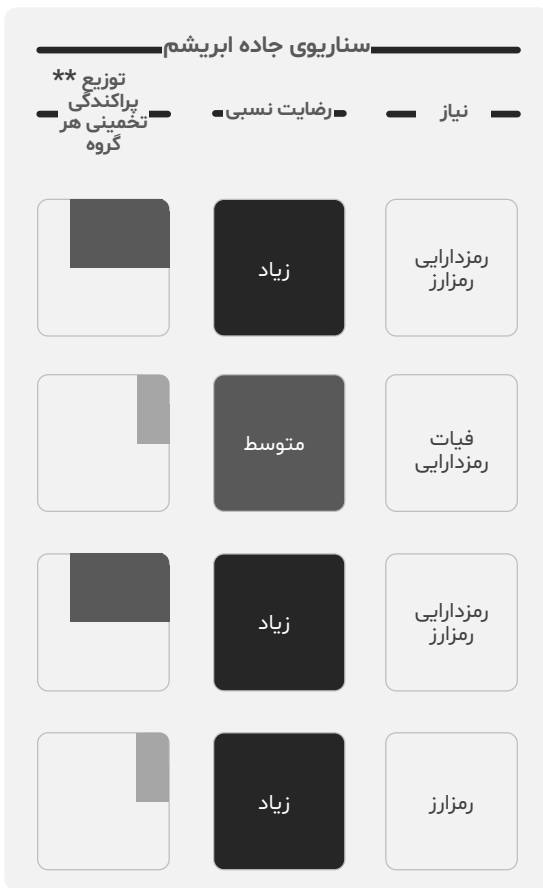 سناریوی جاده ابریشم
نیاز
رضایت نسبی
توزیع **
پراکندگی
تخمینی هر
گروه
رمزدارایی
رمزارز
زیاد
فیات
رمزدارایی
متوسط
رمزدارایی
رمزارز
زیاد
رمزارز
زیاد